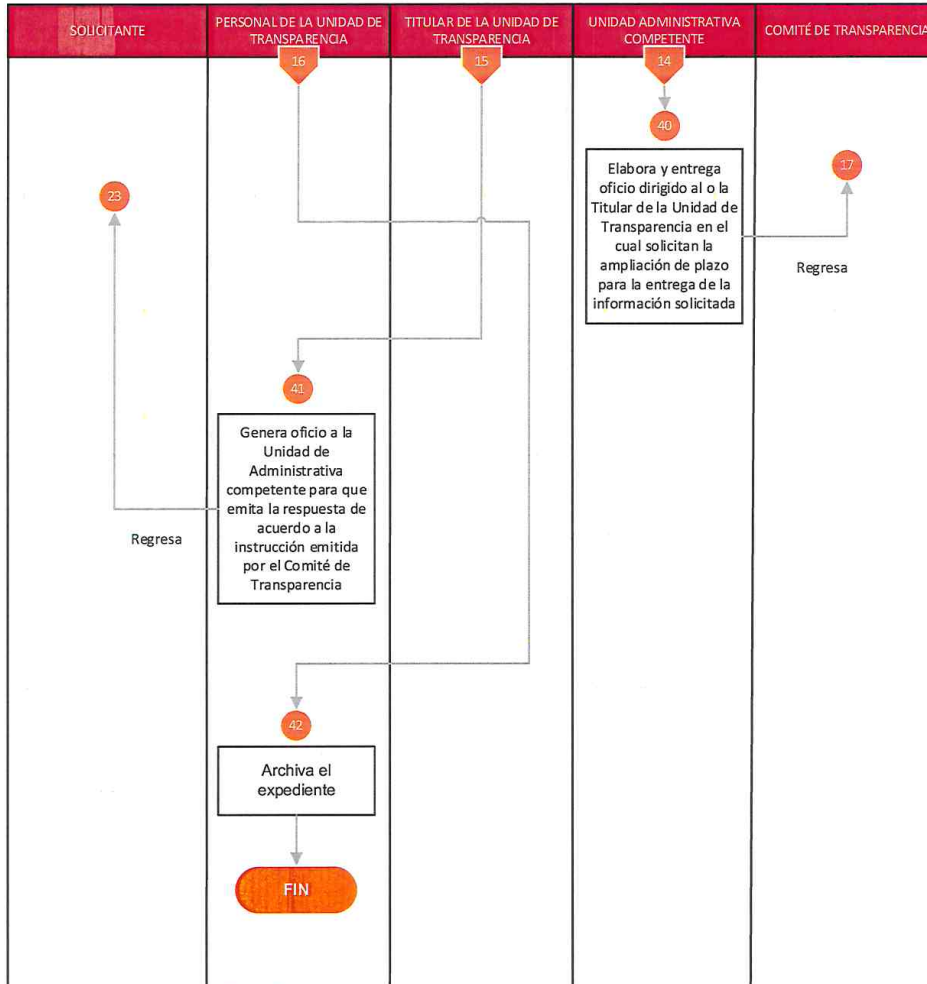 SOLICITANTE
PERSONAL DE LA UNIDAD DE
TRANSPARENCIA
TITULAR DE LA UNIDAD DE
TRANSPARENCIA
UNIDAD ADMINISTRATIVA
COMPETENTE
COMITÉ DE TRANSPARENCIA
16
15
14
40
Elabora y entrega
oficio dirigido al o la
Titular de la Unidad de
Transparencia en el
cual solicitan la
ampliación de plazo
para la entrega de la
información solicitada
17
Regresa
23
41
Genera oficio a la
Unidad de
Administrativa
competente para que
emita la respuesta de
acuerdo a la
instrucción emitida
por el Comité de
Transparencia
Regresa
42
Archiva el
expediente
FIN